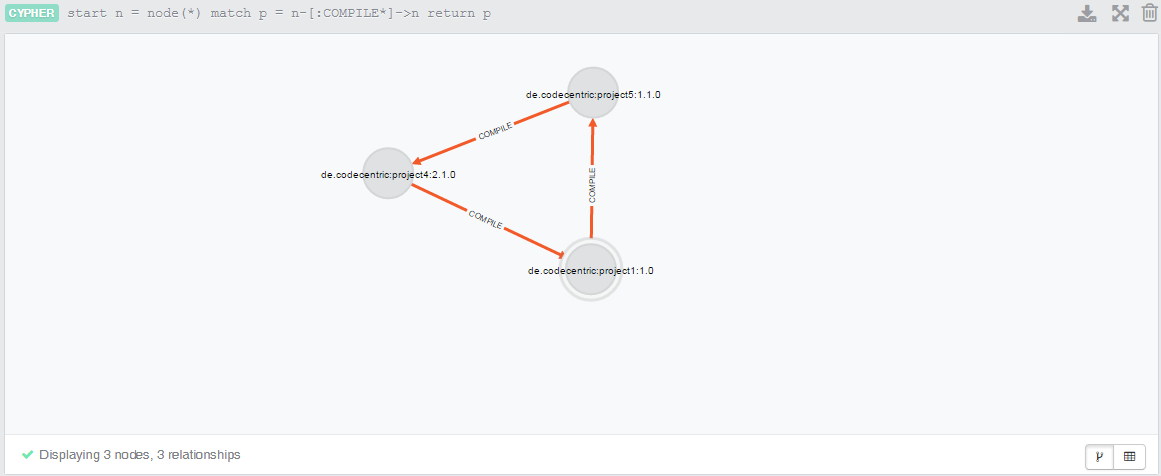 CYPHER start n = node(*) match p = n-[:COMPILE*]->n return p
de.codecentric:project5:1.1.0
COMPILE
de.codecentric:project4:2.1.0
COMPILE
COMPILE
de.codecentric:project1:1.0
Displaying 3 nodes, 3 relationships